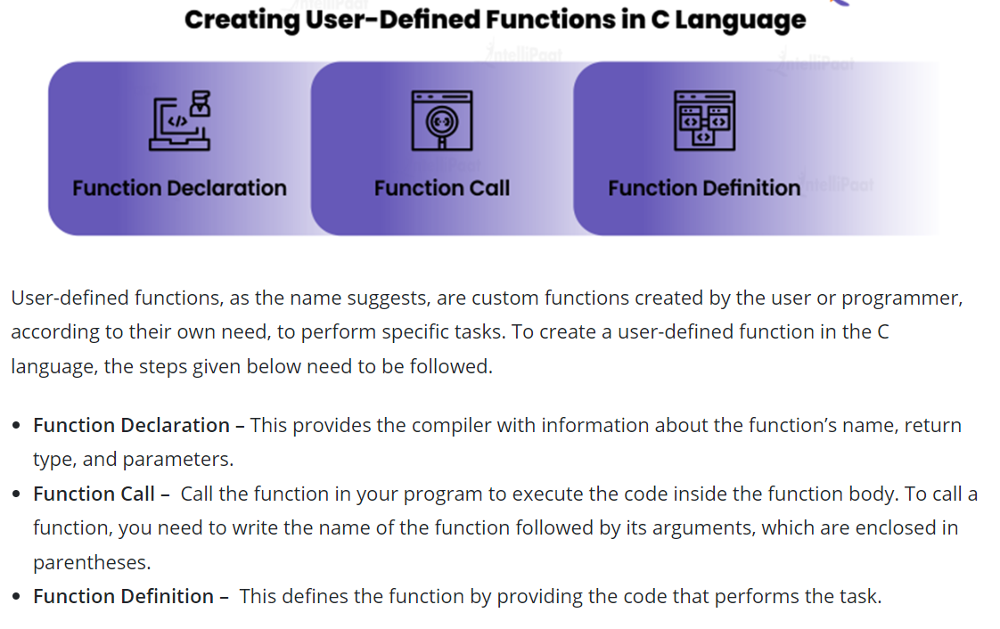 Creating User-Defined Functions in C Language
Function Declaration
Function Call
Function Definition
User-defined functions, as the name suggests, are custom functions created by the user or programmer,
according to their own need, to perform specific tasks. To create a user-defined function in the C
language, the steps given below need to be followed.
• Function Declaration – This provides the compiler with information about the function’s name, return
type, and parameters.
• Function Call –  Call the function in your program to execute the code inside the function body. To call a
function, you need to write the name of the function followed by its arguments, which are enclosed in
parentheses.
• Function Definition –  This defines the function by providing the code that performs the task.